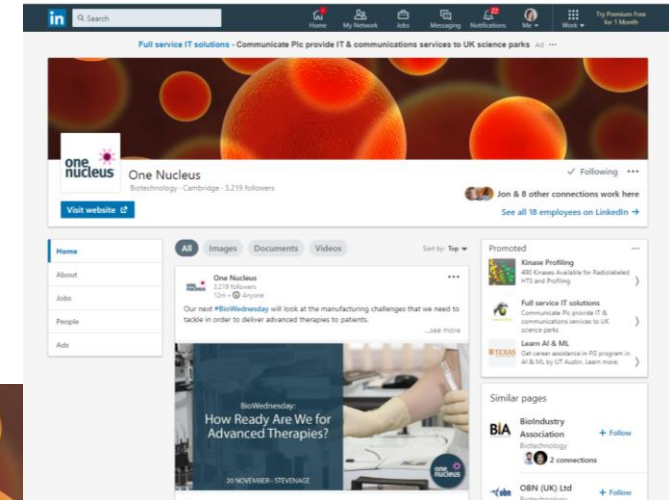 in
Search
22
Home
My Network
Jobs
Messaging
Notifications
Me
Work
Try Premium Free
for 1 Month
Full service IT solutions - Communicate Plc provide IT & communications services to UK science parks Ad ...
one
nucleus
One Nucleus
Biotechnology · Cambridge · 3,219 followers
Following
Jon & 8 other connections work here
Visit website
See all 18 employees on LinkedIn →
Home
About
Jobs
People
Ads
All
Images
Documents
Videos
Sort by: Top
One Nucleus
3,219 followers
12m • Anyone
Our next #BioWednesday will look at the manufacturing challenges that we need to
tackle in order to deliver advanced therapies to patients.
...see more
BioWednesday:
How Ready Are We for
Advanced Therapies?
20 NOVEMBER - STEVENAGE
one
nucleus
Promoted
Kinase Profiling
490 Kinases Available for Radiolabeled
HTS and Profiling
Full service IT solutions
Communicate Plc provide IT &
communications services to UK
science parks
TEXAS
Learn AI & ML
Get career assistance in PG program in
AI & ML by UT Austin. Learn more.
Similar pages
BIA
BioIndustry
Association
Biotechnology
+ Follow
2 connections
obn
OBN (UK) Ltd
Biotechnology
+ Follow